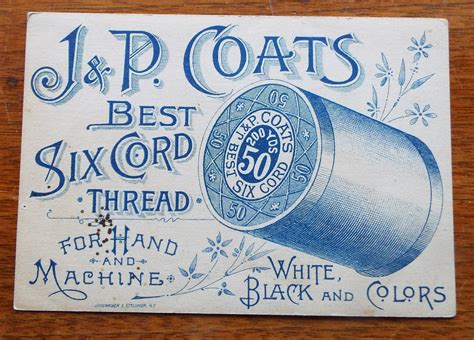 J & P. COATS
BEST
SIX CORD
THREAD
FOR HAND
AND
MACHINE.
WHITE,
BLACK AND COLORS
50
J. & P. COATS
200 YDS
50
BEST SIX CORD
50
50